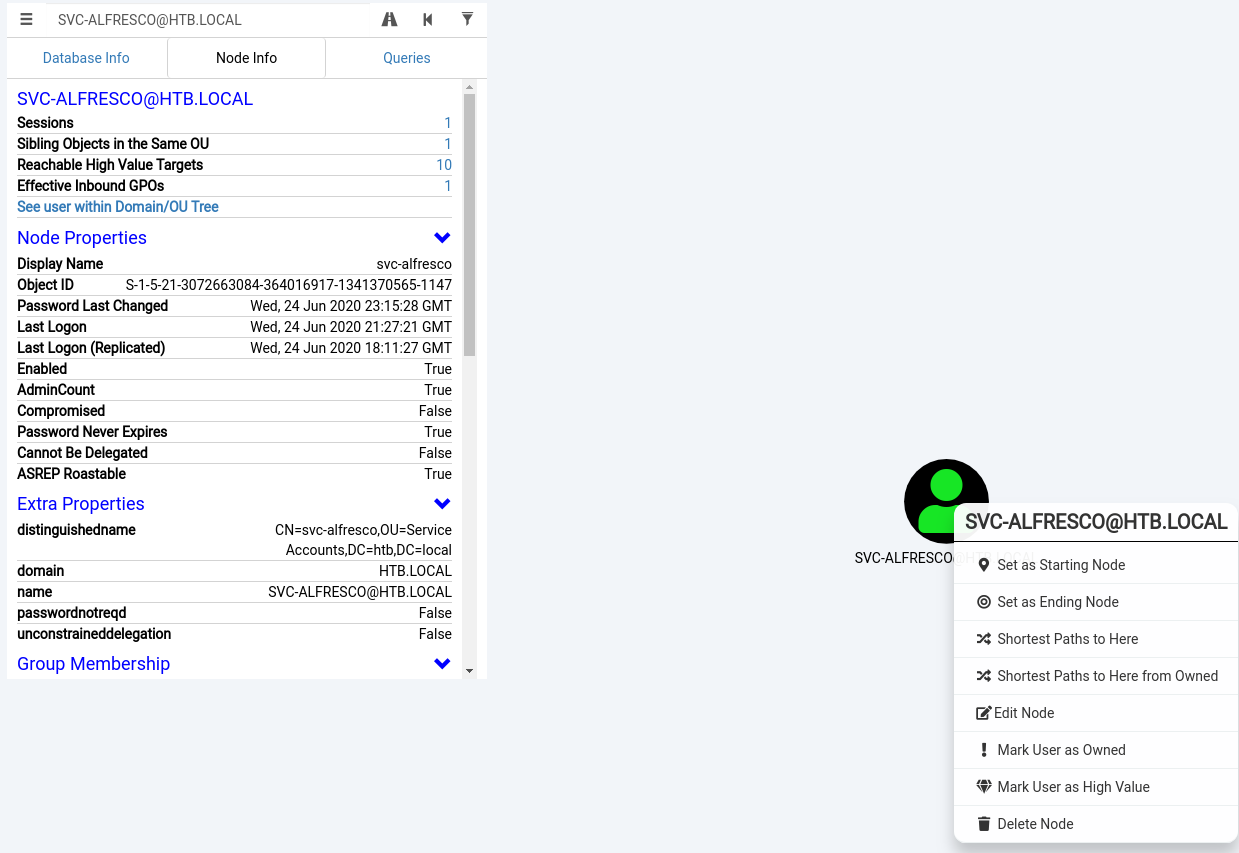 SVC-ALFRESCO@HTB.LOCAL
Database Info
Node Info
Queries
SVC-ALFRESCO@HTB.LOCAL
Sessions 1
Sibling Objects in the Same OU 1
Reachable High Value Targets 10
Effective Inbound GPOs 1
See user within Domain/OU Tree
Node Properties
Display Name svc-alfresco
Object ID S-1-5-21-3072663084-364016917-1341370565-1147
Password Last Changed Wed, 24 Jun 2020 23:15:28 GMT
Last Logon Wed, 24 Jun 2020 21:27:21 GMT
Last Logon (Replicated) Wed, 24 Jun 2020 18:11:27 GMT
Enabled True
AdminCount True
Compromised False
Password Never Expires True
Cannot Be Delegated False
ASREP Roastable True
Extra Properties
distinguishedname CN=svc-alfresco,OU=Service
Accounts,DC=htb,DC=local
domain HTB.LOCAL
name SVC-ALFRESCO@HTB.LOCAL
passwordnotreqd False
unconstraineddelegation False
Group Membership
SVC-ALFRESCO@HTB.LOCAL
SVC-ALFRESCO@HTB.LOCAL
Set as Starting Node
Set as Ending Node
Shortest Paths to Here
Shortest Paths to Here from Owned
Edit Node
Mark User as Owned
Mark User as High Value
Delete Node